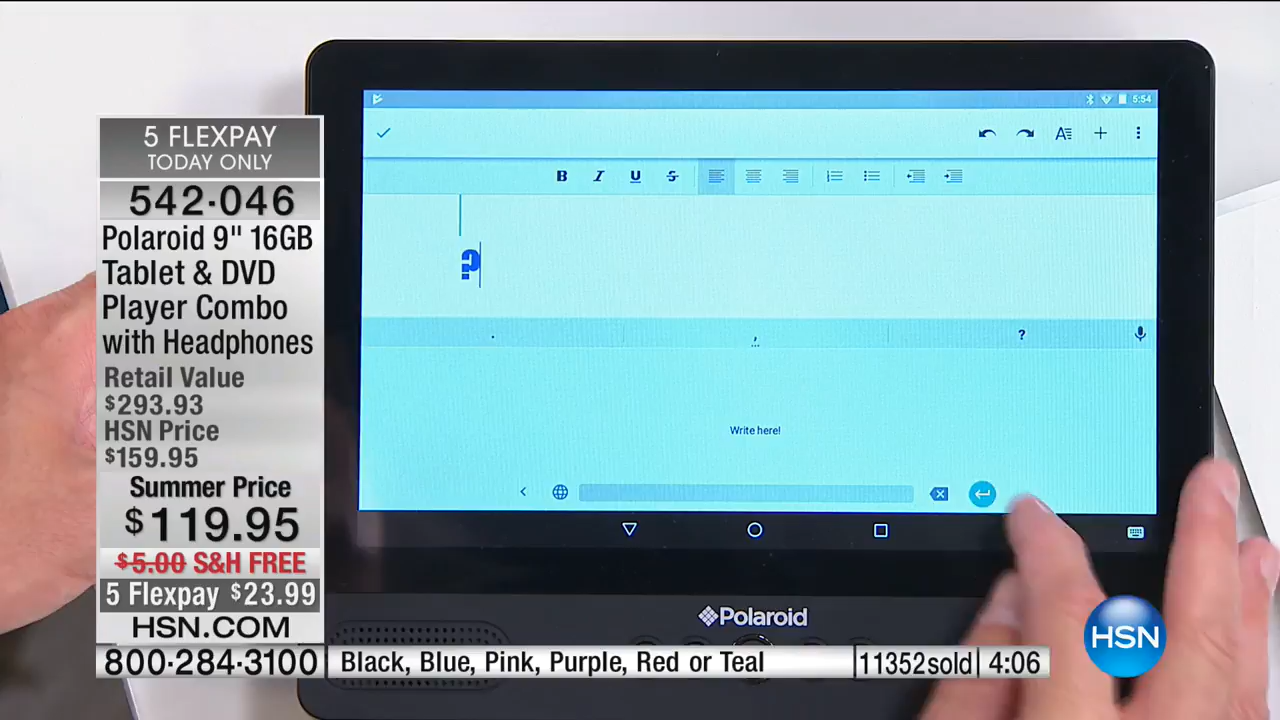 5 FLEXPAY
TODAY ONLY
542·046
Polaroid 9" 16GB
Tablet & DVD
Player Combo
with Headphones
Retail Value
$293.93
HSN Price
$159.95
Summer Price
$119.95
$5.00 S&H FREE
5 Flexpay $23.99
HSN.COM
800·284·3100
Black, Blue, Pink, Purple, Red or Teal
11352sold
4:06
5:54
B I U S
?
. , ?
Write here!
Polaroid
HSN